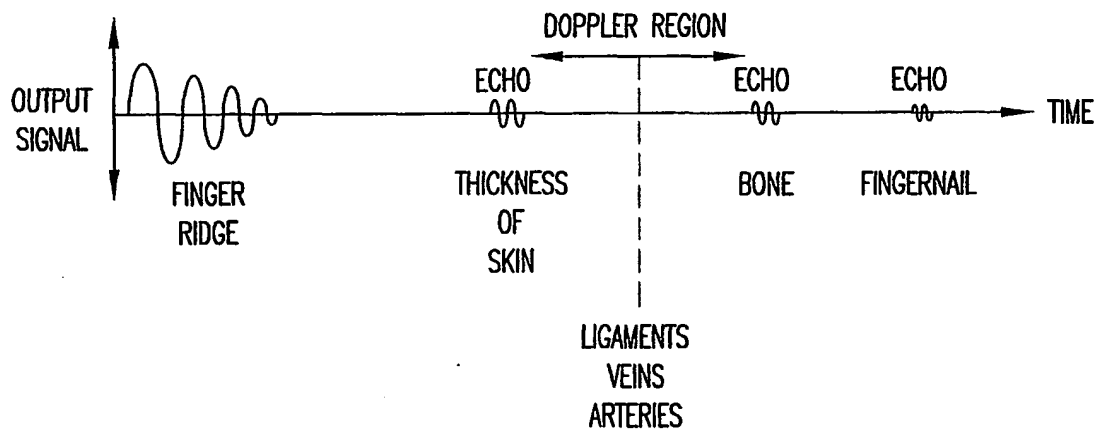 DOPPLER REGION
ECHO
ECHO
ECHO
OUTPUT
SIGNAL
TIME
FINGER
RIDGE
THICKNESS
OF
SKIN
BONE
FINGERNAIL
LIGAMENTS
VEINS
ARTERIES